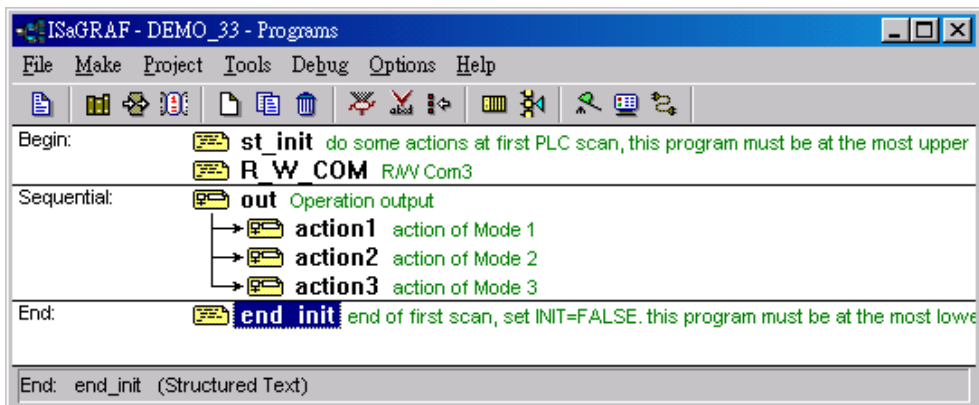 ISaGRAF - DEMO_33 - Programs
File Make Project Tools Debug Options Help
Begin: st_init do some actions at first PLC scan, this program must be at the most upper
R_W_COM R/W Com3
Sequential: out Operation output
action1 action of Mode 1
action2 action of Mode 2
action3 action of Mode 3
End: end_init end of first scan, set INIT=FALSE. this program must be at the most lowe
End: end_init (Structured Text)